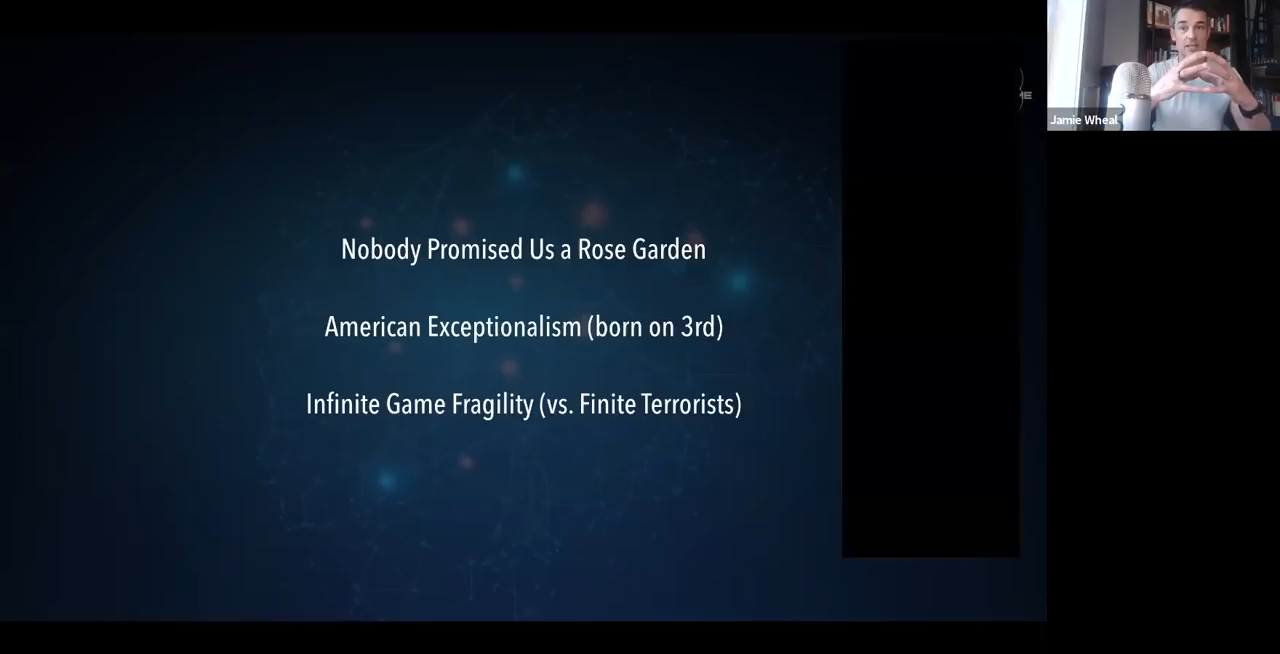 Nobody Promised Us a Rose Garden
American Exceptionalism (born on 3rd)
Infinite Game Fragility (vs. Finite Terrorists)
Jamie Wheal